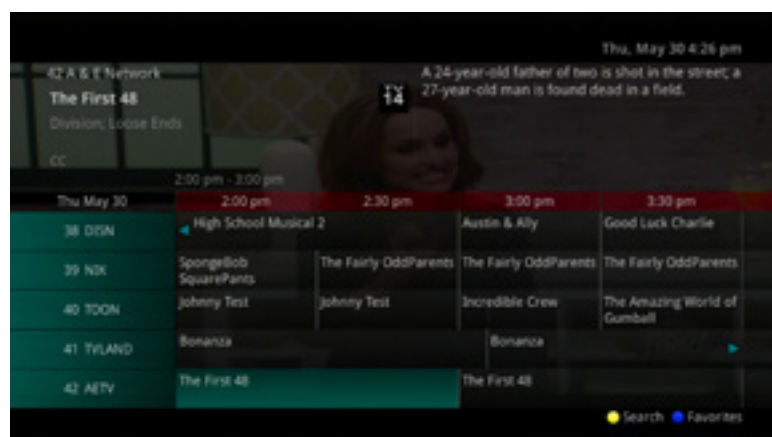 Thu, May 30 4:26 pm
42 A & E Network
The First 48
Division; Loose Ends
CC
TV
14
A 24-year-old father of two is shot in the street; a
27-year-old man is found dead in a field.
2:00 pm - 3:00 pm
Thu May 30 2:00 pm 2:30 pm 3:00 pm 3:30 pm
38 DISN High School Musical 2 Austin & Ally Good Luck Charlie
39 NIK SpongeBob
SquarePants The Fairly OddParents The Fairly OddParents The Fairly OddParents
40 TOON Johnny Test Johnny Test Incredible Crew The Amazing World of
Gumball
41 TVLAND Bonanza Bonanza
42 AETV The First 48 The First 48
Search Favorites